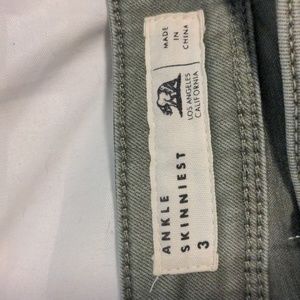 MADE
IN
CHINA
LOS ANGELES
CALIFORNIA
ANKLE
SKINNIEST
3